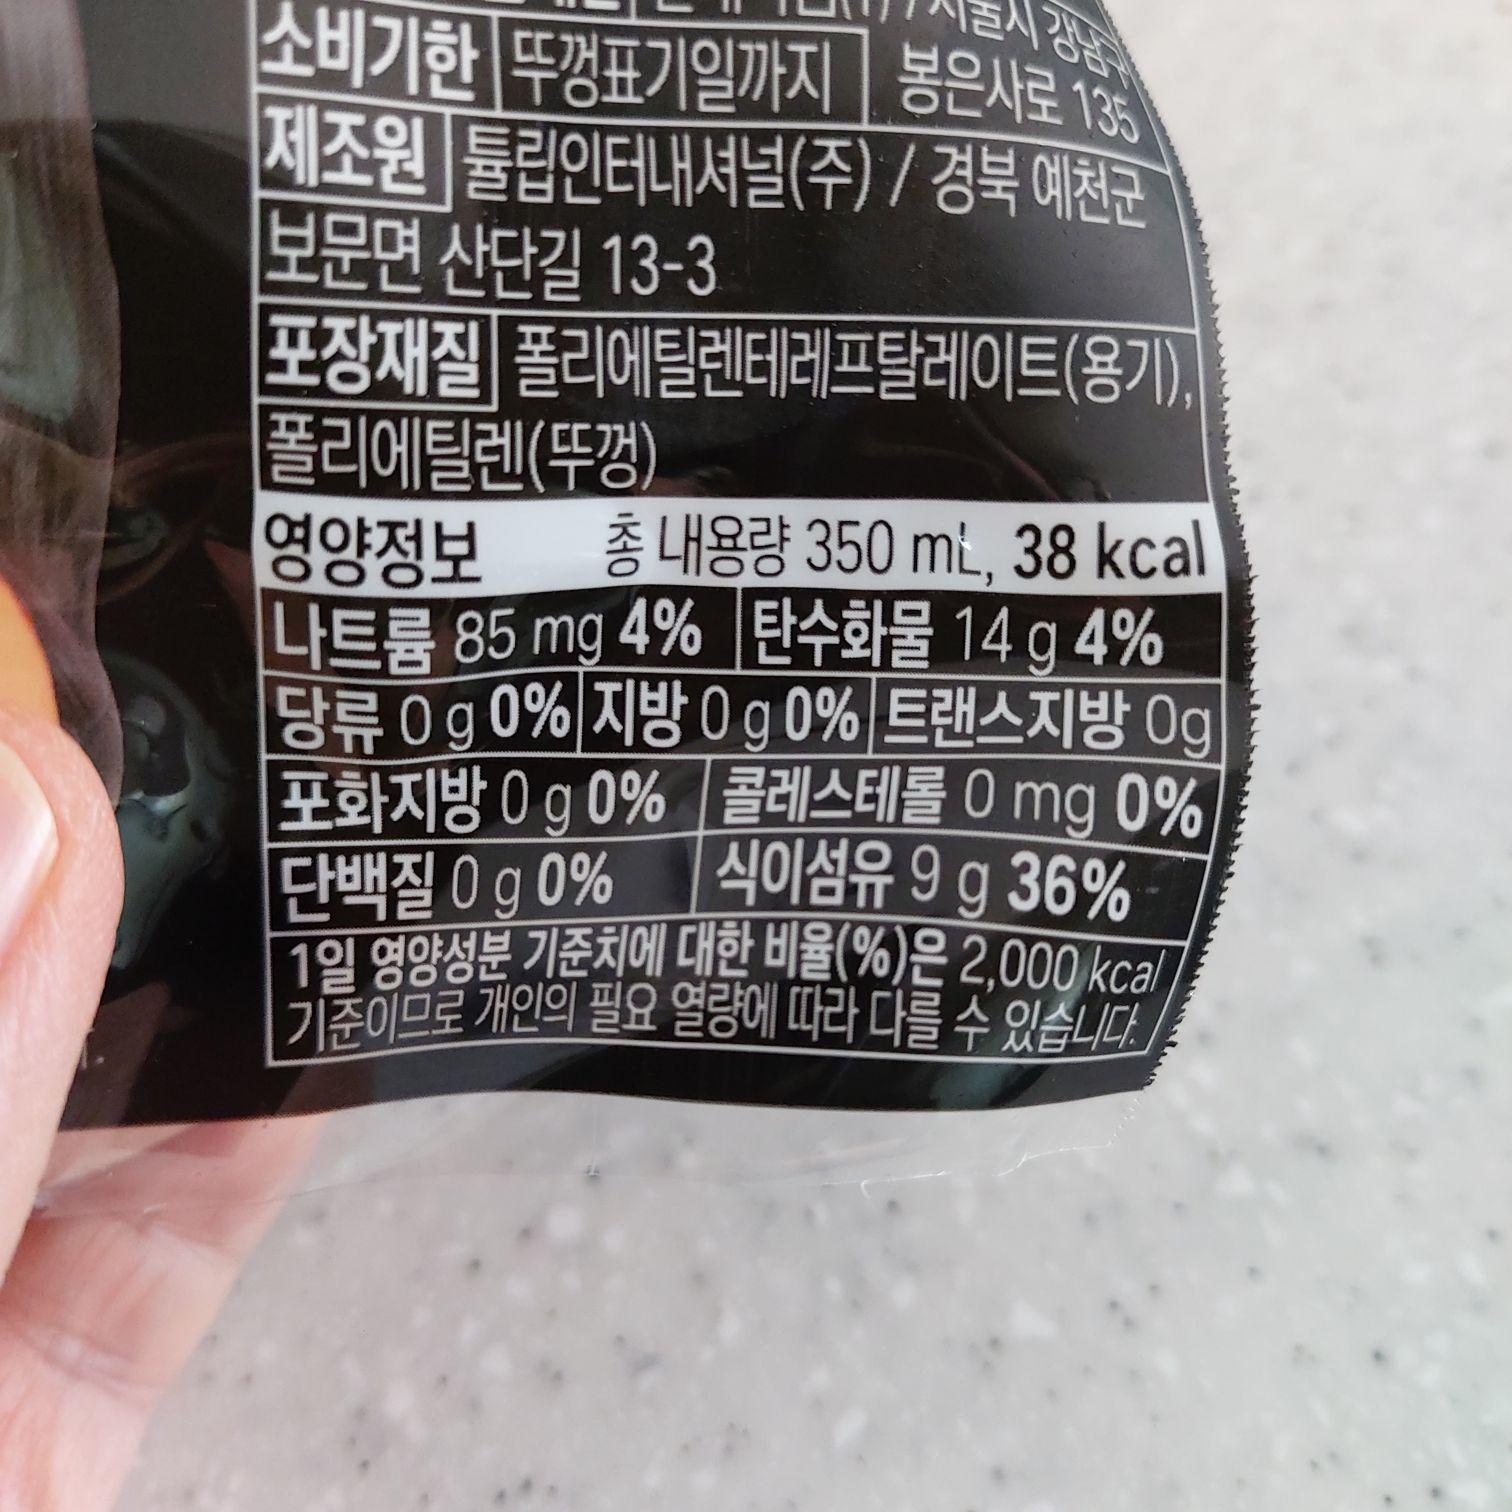 서울시 강남구
소비기한 뚜껑표기일까지 봉은사로 135
제조원 튤립인터내셔널(주) / 경북 예천군
보문면 산단길 13-3
포장재질 폴리에틸렌테레프탈레이트(용기),
폴리에틸렌(뚜껑)
영양정보 총 내용량 350 mL, 38 kcal
나트륨 85 mg 4% 탄수화물 14 g 4%
당류 0 g 0% 지방 0 g 0% 트랜스지방 0g
포화지방 0 g 0% 콜레스테롤 0 mg 0%
단백질 0 g 0% 식이섬유 9 g 36%
1일 영양성분 기준치에 대한 비율(%)은 2,000 kcal
기준이므로 개인의 필요 열량에 따라 다를 수 있습니다.